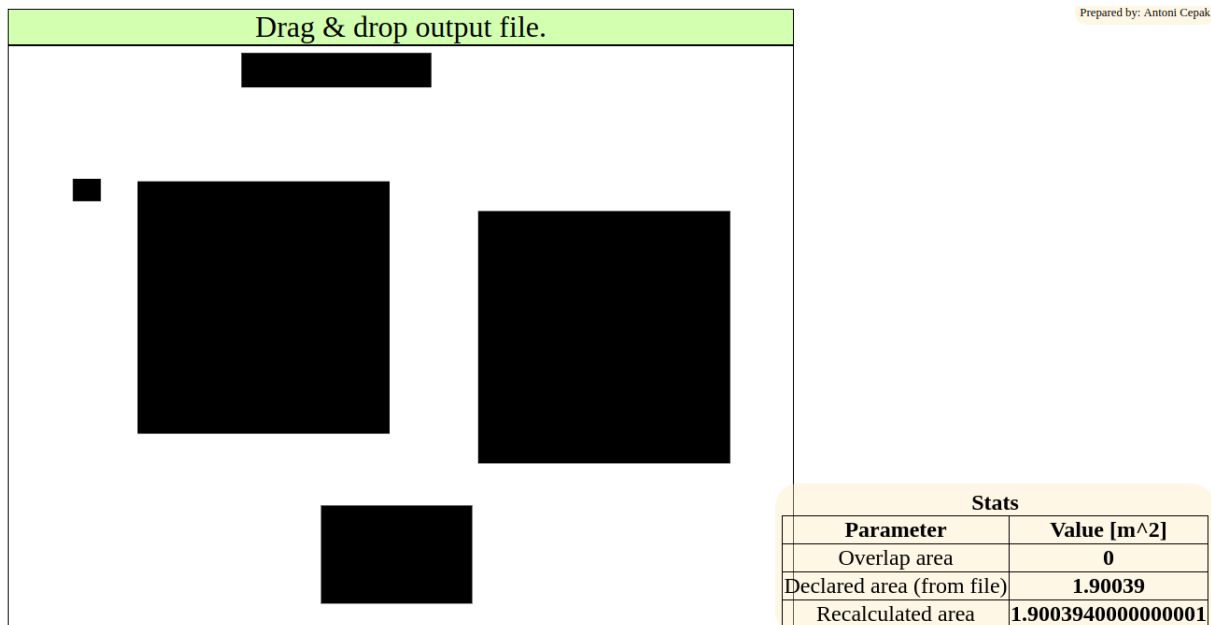 Prepared by: Antoni Cepak
Drag & drop output file.
Stats
Parameter Value [m^2]
Overlap area 0
Declared area (from file) 1.90039
Recalculated area 1.9003940000000001